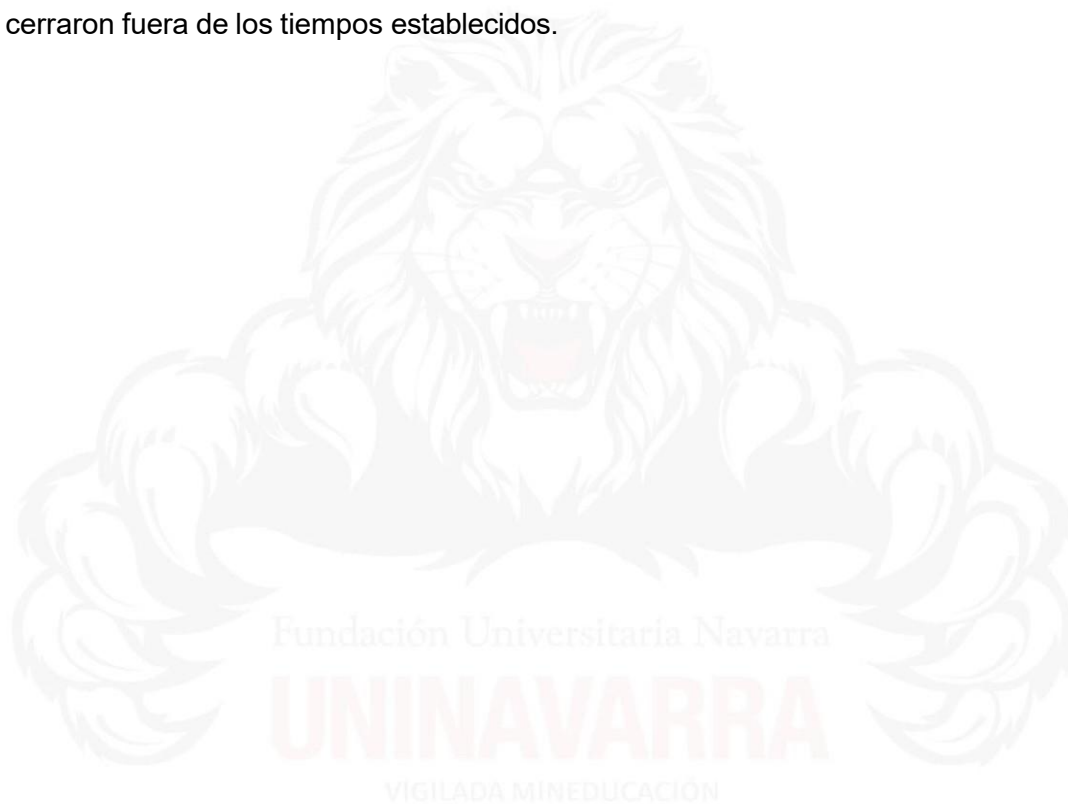 cerraron fuera de los tiempos establecidos.
Fundación Universitaria Navarra
UNINAVARRA
VIGILADA MINEDUCACIÓN